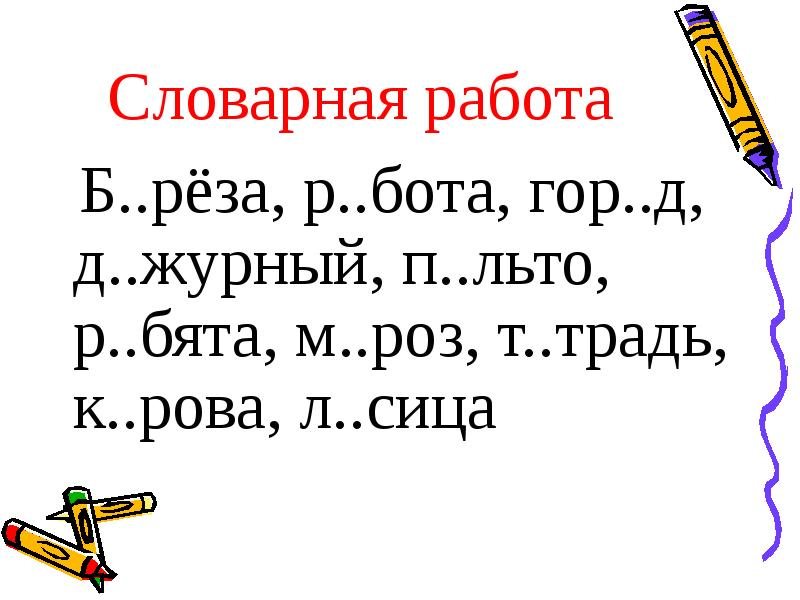 Словарная работа
Б..рёза, р..бота, гор..д,
д..журный, п..льто,
р..бята, м..роз, т..традь,
к..рова, л..сица